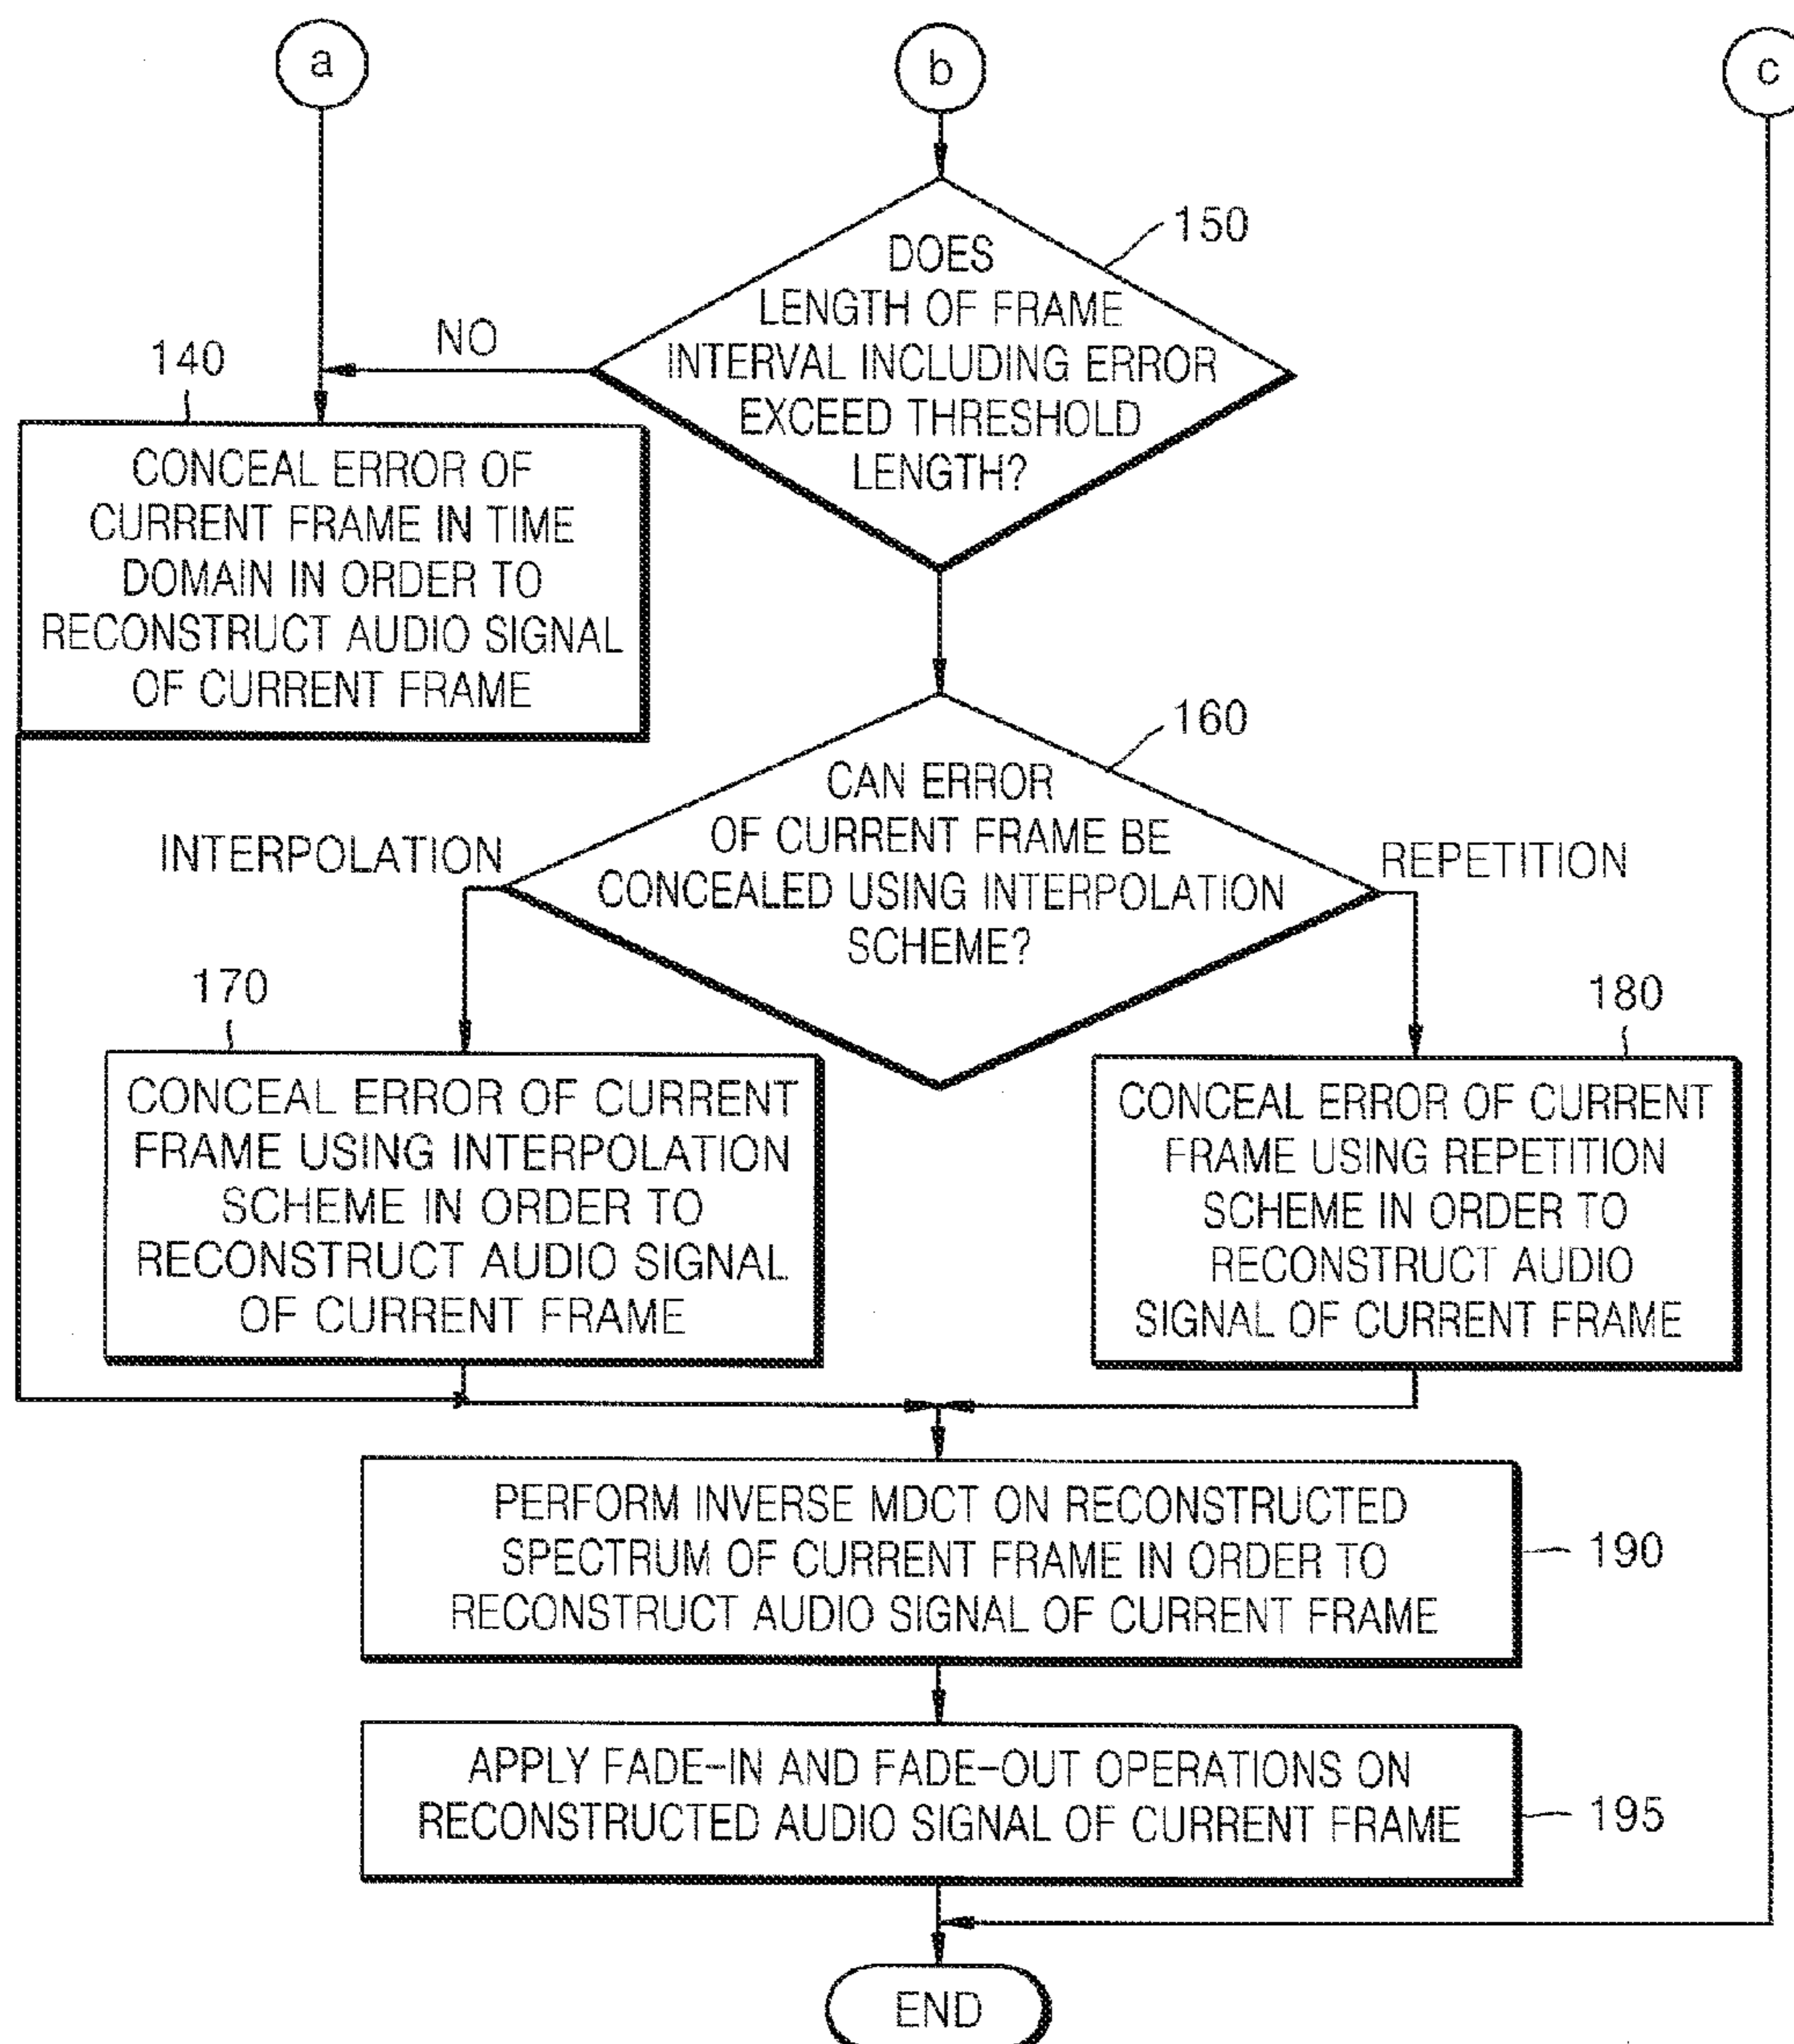 a
b
c
150
DOES
LENGTH OF FRAME
INTERVAL INCLUDING ERROR
EXCEED THRESHOLD
LENGTH?
NO
140
CONCEAL ERROR OF
CURRENT FRAME IN TIME
DOMAIN IN ORDER TO
RECONSTRUCT AUDIO SIGNAL
OF CURRENT FRAME
160
CAN ERROR
OF CURRENT FRAME BE
CONCEALED USING INTERPOLATION
SCHEME?
INTERPOLATION
REPETITION
170
CONCEAL ERROR OF CURRENT
FRAME USING INTERPOLATION
SCHEME IN ORDER TO
RECONSTRUCT AUDIO SIGNAL
OF CURRENT FRAME
180
CONCEAL ERROR OF CURRENT
FRAME USING REPETITION
SCHEME IN ORDER TO
RECONSTRUCT AUDIO
SIGNAL OF CURRENT FRAME
PERFORM INVERSE MDCT ON RECONSTRUCTED
SPECTRUM OF CURRENT FRAME IN ORDER TO
RECONSTRUCT AUDIO SIGNAL OF CURRENT FRAME
190
APPLY FADE-IN AND FADE-OUT OPERATIONS ON
RECONSTRUCTED AUDIO SIGNAL OF CURRENT FRAME
195
END